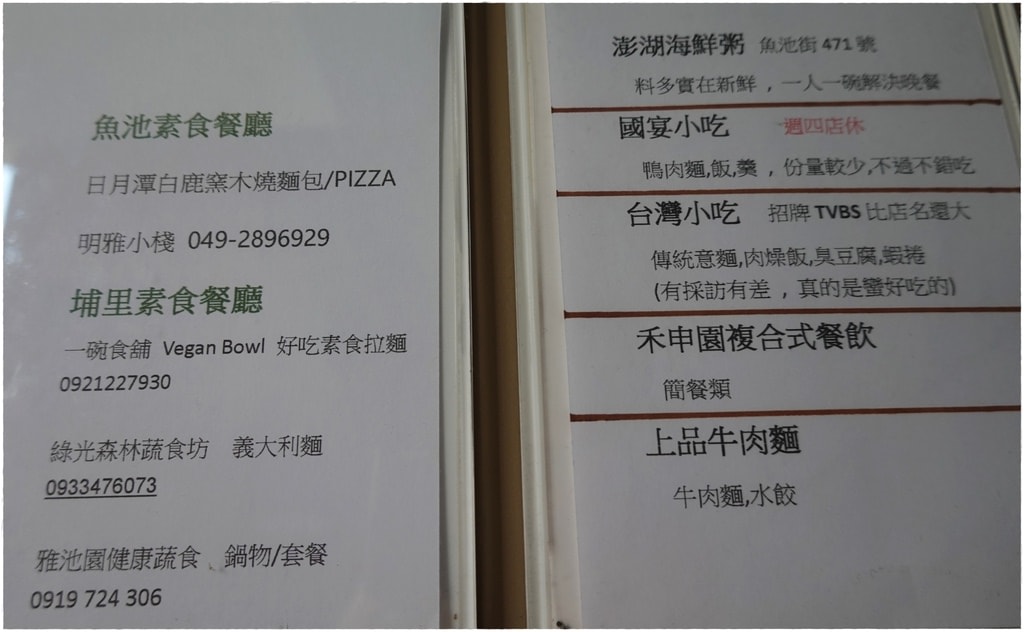 魚池素食餐廳
日月潭白鹿窯木燒麵包/PIZZA
明雅小棧 049-2896929
埔里素食餐廳
一碗食舖 Vegan Bowl 好吃素食拉麵
0921227930
綠光森林蔬食坊 義大利麵
0933476073
雅池園健康蔬食 、鍋物/套餐
0919 724 306
澎湖海鮮粥 魚池街 471 號
料多實在新鮮 , 一人一碗解決晚餐
國宴小吃 週四店休
鴨肉麵,飯,羹 , 份量較少,不過不錯吃
台灣小吃 招牌 TVBS 比店名還大
傳統意麵,肉燥飯,臭豆腐,蝦捲
(有採訪有差 , 真的是蠻好吃的)
禾申園複合式餐飲
簡餐類
上品牛肉麵
牛肉麵,水餃